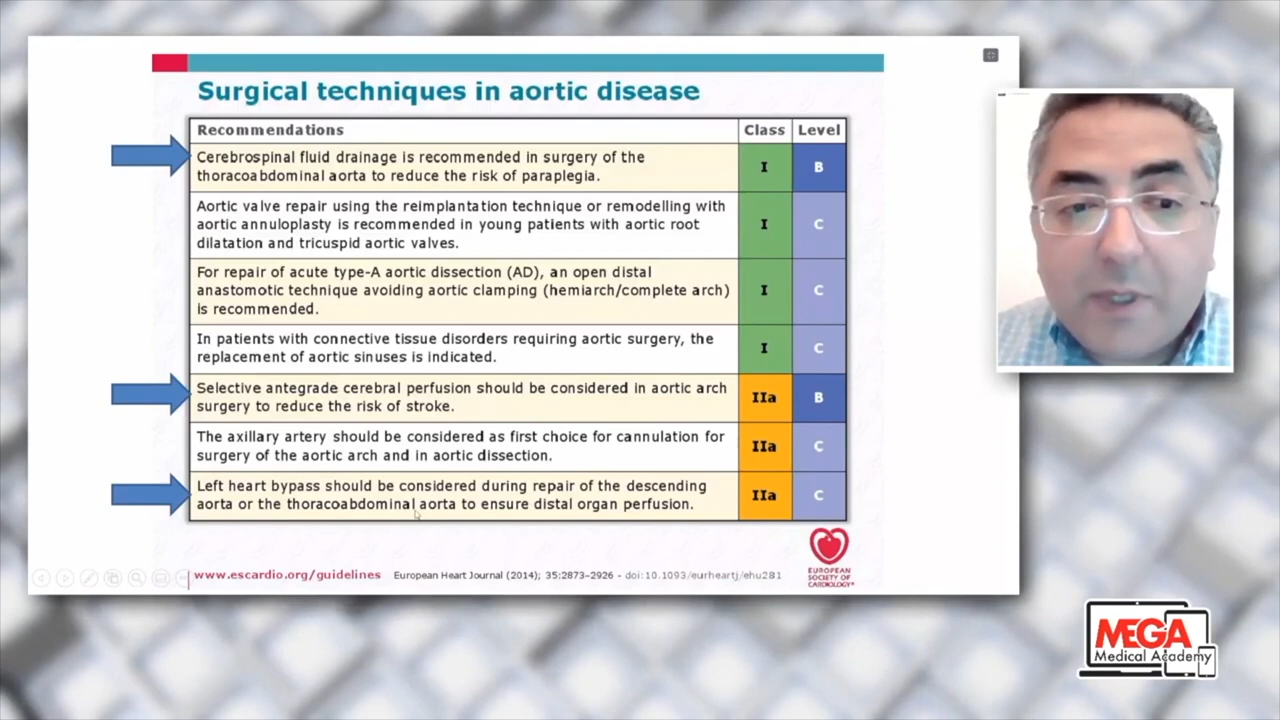 Surgical techniques in aortic disease
Recommendations Class Level
Cerebrospinal fluid drainage is recommended in surgery of the
thoracoabdominal aorta to reduce the risk of paraplegia.
I B
Aortic valve repair using the reimplantation technique or remodelling with
aortic annuloplasty is recommended in young patients with aortic root
dilatation and tricuspid aortic valves.
I C
For repair of acute type-A aortic dissection (AD), an open distal
anastomotic technique avoiding aortic clamping (hemiarch/complete arch)
is recommended.
I C
In patients with connective tissue disorders requiring aortic surgery, the
replacement of aortic sinuses is indicated.
I C
Selective antegrade cerebral perfusion should be considered in aortic arch
surgery to reduce the risk of stroke.
IIa B
The axillary artery should be considered as first choice for cannulation for
surgery of the aortic arch and in aortic dissection.
IIa C
Left heart bypass should be considered during repair of the descending
aorta or the thoracoabdominal aorta to ensure distal organ perfusion.
IIa C
www.escardio.org/guidelines European Heart Journal (2014); 35:2873–2926 - doi:10.1093/eurheartj/ehu281
EUROPEAN
SOCIETY OF
CARDIOLOGY®
MEGA
Medical Academy